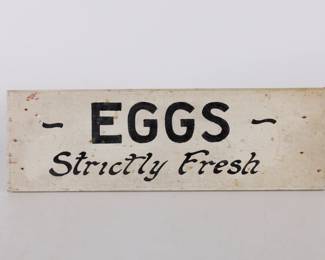 ~ EGGS ~
Strictly Fresh